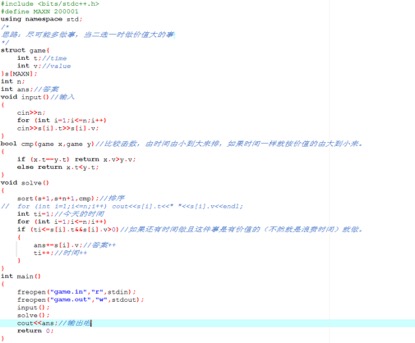 #include <bits/stdc++.h>
#define MAXN 200001
using namespace std;
/*
思路：尽可能多做事，当二选一时做价值大的事
*/
struct game{
int t;//time
int v;//value
}s[MAXN];
int n;
int ans;//答案
void input()//输入
{
cin>>n;
for (int i=1;i<=n;i++)
cin>>s[i].t>>s[i].v;
}
bool cmp(game x,game y)//比较函数，由时间由小到大来排，如果时间一样就按价值的由大到小来。
{
if (x.t==y.t) return x.v>y.v;
else return x.t<y.t;
}
void solve()
{
sort(s+1,s+n+1,cmp);//排序
// for (int i=1;i<=n;i++) cout<<s[i].t<<" "<<s[i].v<<endl;
int ti=1;//今天的时间
for (int i=1;i<=n;i++)
if (ti<=s[i].t&&s[i].v>0)//如果还有时间做且这件事是有价值的（不然就是浪费时间）就做。
{
ans+=s[i].v;//答案++
ti++;//时间++
}
}
int main()
{
freopen("game.in","r",stdin);
freopen("game.out","w",stdout);
input();
solve();
cout<<ans;//输出哈
return 0;
}